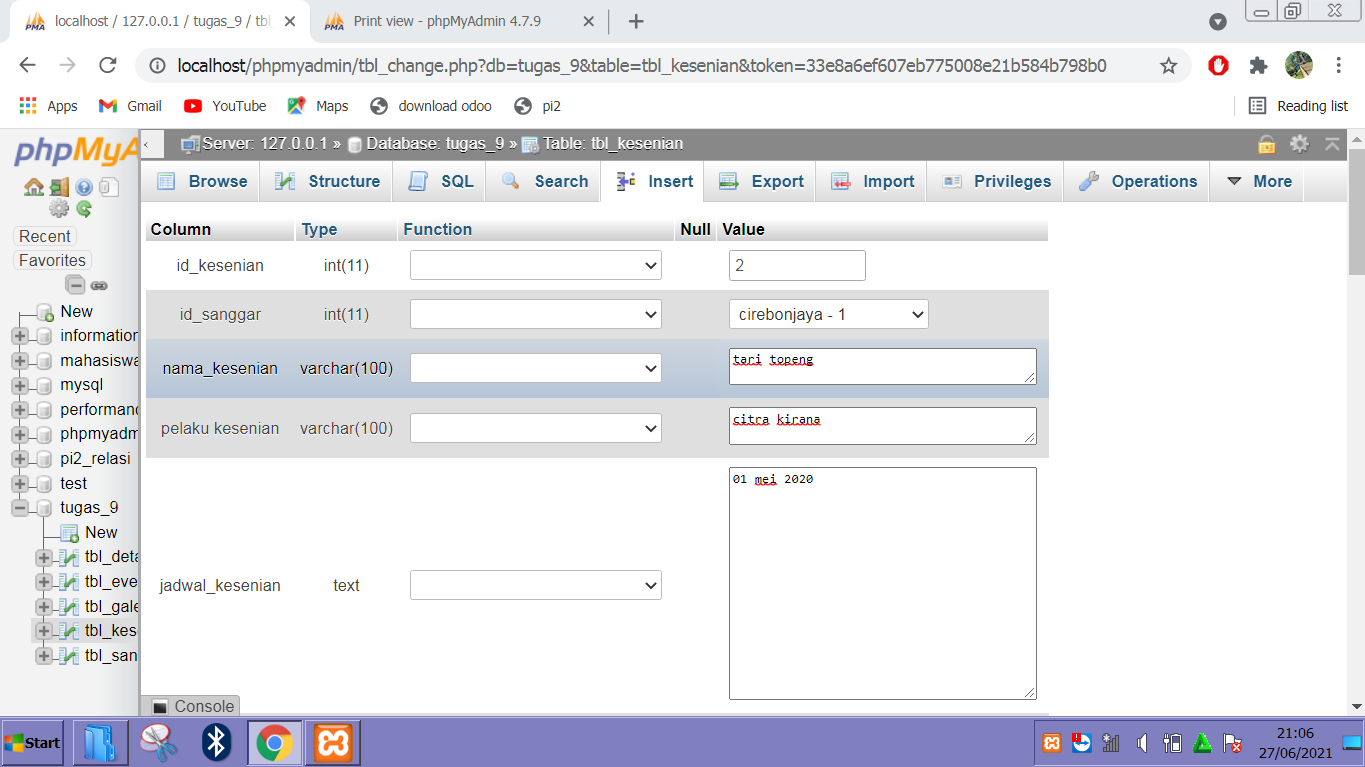 localhost / 127.0.0.1 / tugas_9 / tbl_
Print view - phpMyAdmin 4.7.9
localhost/phpmyadmin/tbl_change.php?db=tugas_9&table=tbl_kesenian&token=33e8a6ef607eb775008e21b584b798b0
Apps Gmail YouTube Maps download odoo pi2 Reading list
phpMyA
Server: 127.0.0.1 » Database: tugas_9 » Table: tbl_kesenian
Browse Structure SQL Search Insert Export Import Privileges Operations More
Recent
Favorites
New
information
mahasiswa
mysql
performanc
phpmyadm
pi2_relasi
test
tugas_9
New
tbl_deta
tbl_eve
tbl_gale
tbl_kes
tbl_san
Column Type Function Null Value
id_kesenian int(11) 2
id_sanggar int(11) cirebonjaya - 1
nama_kesenian varchar(100) tari topeng
pelaku kesenian varchar(100) citra kirana
jadwal_kesenian text 01 mei 2020
Console
Start
21:06
27/06/2021